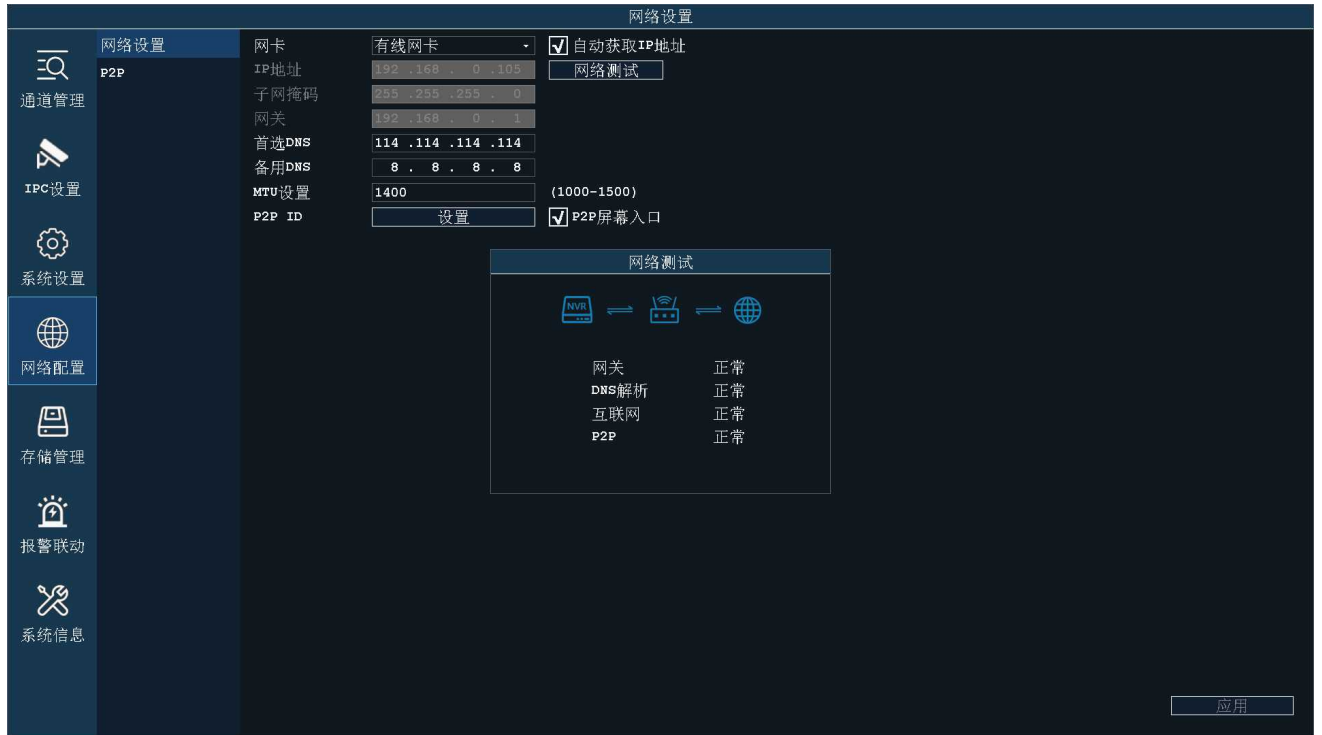 网络设置
通道管理
IPC设置
系统设置
网络配置
存储管理
报警联动
系统信息
网络设置
P2P
网卡 有线网卡 自动获取IP地址
IP地址 192 .168 . 0 .105 网络测试
子网掩码 255 .255 .255 . 0
网关 192 .168 . 0 . 1
首选DNS 114 .114 .114 .114
备用DNS 8 . 8 . 8 . 8
MTU设置 1400 (1000-1500)
P2P ID 设置 P2P屏幕入口
网络测试
NVR
网关 正常
DNS解析 正常
互联网 正常
P2P 正常
应用